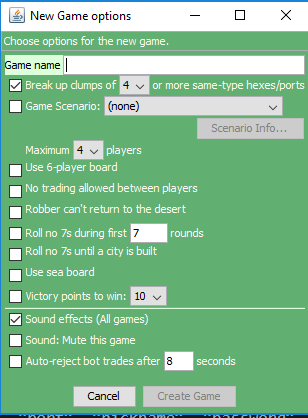 New Game options
Choose options for the new game.
Game name
Break up clumps of 4 or more same-type hexes/ports
Game Scenario: (none)
Scenario Info...
Maximum 4 players
Use 6-player board
No trading allowed between players
Robber can't return to the desert
Roll no 7s during first 7 rounds
Roll no 7s until a city is built
Use sea board
Victory points to win: 10
Sound effects (All games)
Sound: Mute this game
Auto-reject bot trades after 8 seconds
Cancel Create Game